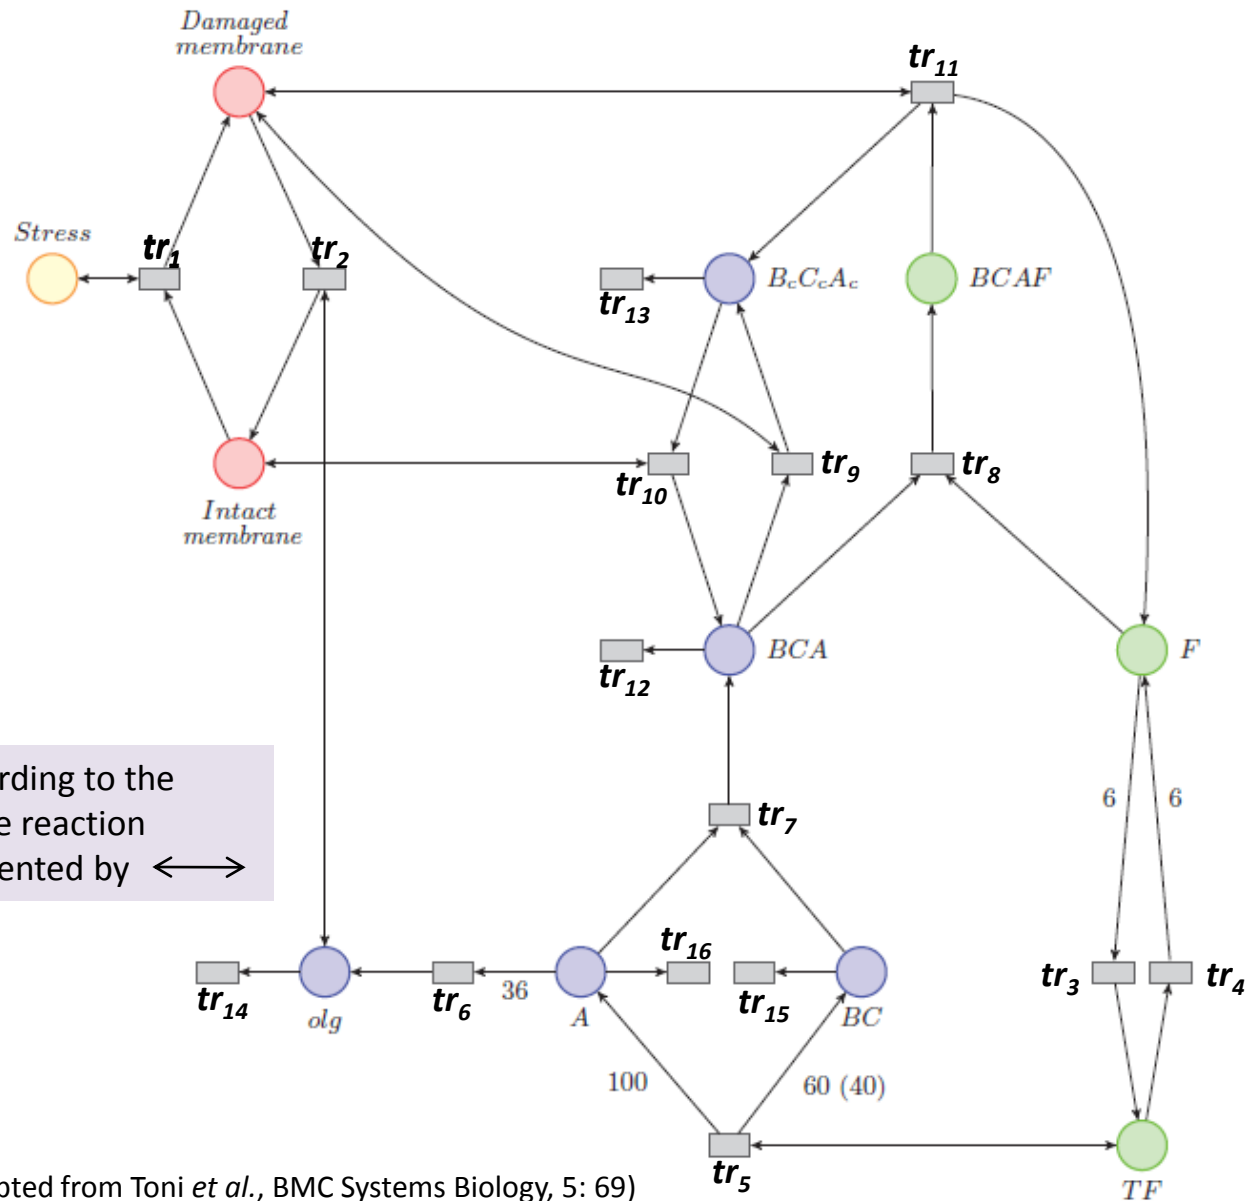 Damaged
membrane
tr11
Stress
tr1
tr2
BcCcAc
BCAF
tr13
tr10
tr9
tr8
Intact
membrane
BCA
F
tr12
rding to the
e reaction
ented by
6
6
tr7
tr16
36
tr14
olg
tr6
A
tr15
BC
tr3
tr4
100
60 (40)
tr5
TF
pted from Toni et al., BMC Systems Biology, 5: 69)